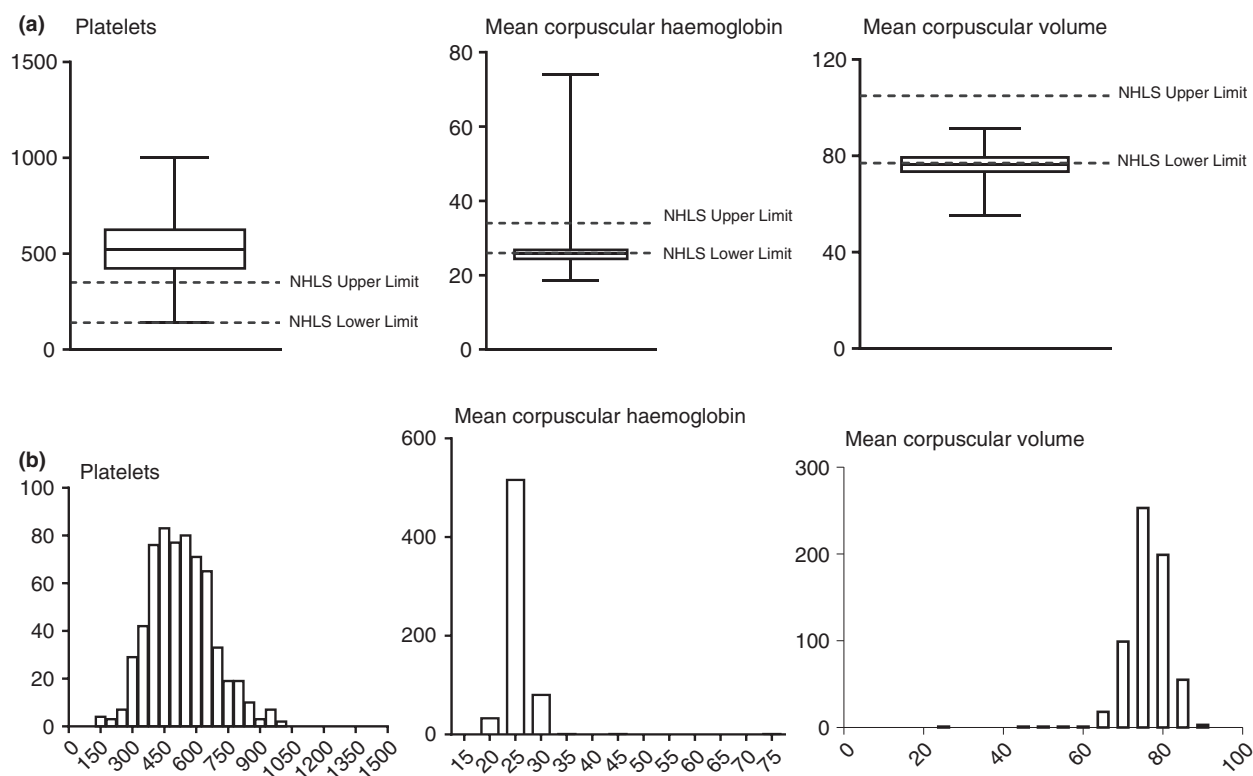 (a)
Platelets
1500
1000
500
0
NHLS Upper Limit
NHLS Lower Limit
Mean corpuscular haemoglobin
80
60
40
20
0
NHLS Upper Limit
NHLS Lower Limit
Mean corpuscular volume
120
80
40
0
NHLS Upper Limit
NHLS Lower Limit
(b)
Platelets
100
80
60
40
20
0
0 150 300 450 600 750 900 1050 1200 1350 1500
Mean corpuscular haemoglobin
600
400
200
0
15 20 25 30 35 40 45 50 55 60 65 70 75
Mean corpuscular volume
300
200
100
0
0 20 40 60 80 100